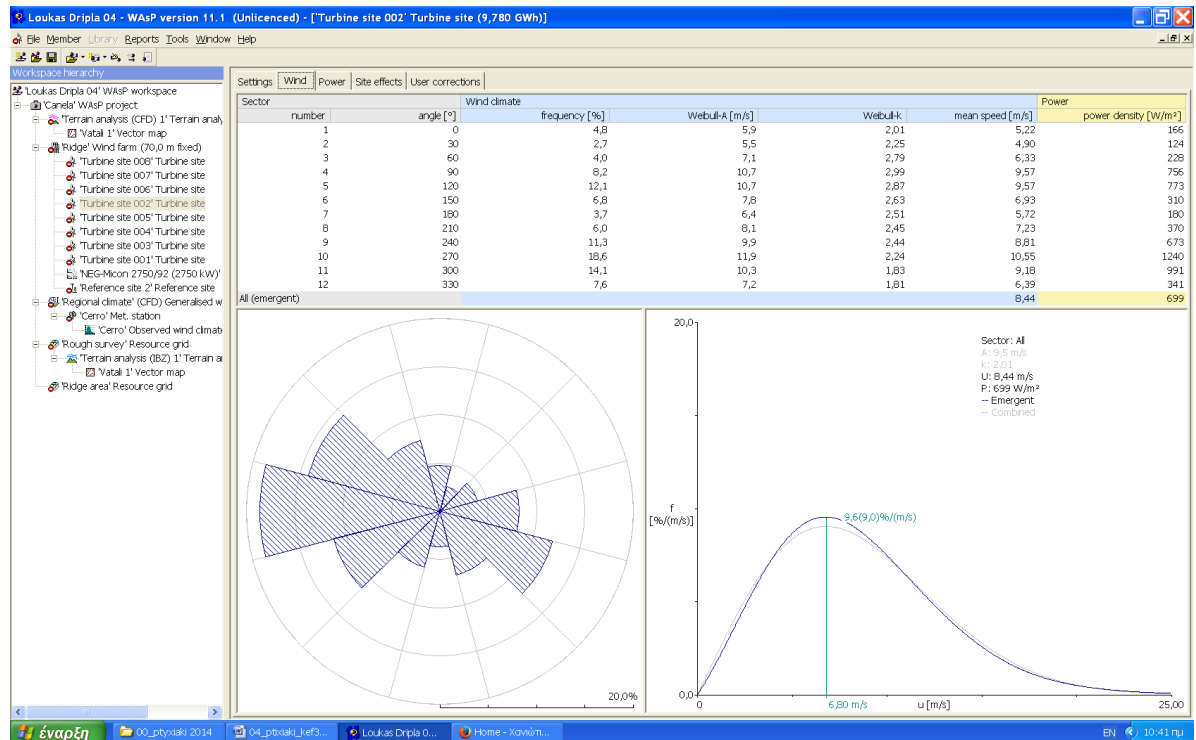 Loukas Dripla 04 - WAsP version 11.1 (Unlicenced) - ['Turbine site 002' Turbine site (9,780 GWh)]
File Member Library Reports Tools Window Help
Workspace hierarchy
'Loukas Dripla 04' WAsP workspace
'Canela' WAsP project
'Terrain analysis (CFD) 1' Terrain analy
'Vatali 1' Vector map
'Ridge' Wind farm (70,0 m fixed)
'Turbine site 008' Turbine site
'Turbine site 007' Turbine site
'Turbine site 006' Turbine site
'Turbine site 002' Turbine site
'Turbine site 005' Turbine site
'Turbine site 004' Turbine site
'Turbine site 003' Turbine site
'Turbine site 001' Turbine site
'NEG-Micon 2750/92 (2750 kW)'
'Reference site 2' Reference site
'Regional climate' (CFD) Generalised w
'Cerro' Met. station
'Cerro' Observed wind climate
'Rough survey' Resource grid
'Terrain analysis (IBZ) 1' Terrain a
'Vatali 1' Vector map
'Ridge area' Resource grid
Settings Wind Power Site effects User corrections
Sector Wind climate Power
number angle [°] frequency [%] Weibull-A [m/s] Weibull-k mean speed [m/s] power density [W/m²]
1 0 4,8 5,9 2,01 5,22 166
2 30 2,7 5,5 2,25 4,90 124
3 60 4,0 7,1 2,79 6,33 228
4 90 8,2 10,7 2,99 9,57 756
5 120 12,1 10,7 2,87 9,57 773
6 150 6,8 7,8 2,63 6,93 310
7 180 3,7 6,4 2,51 5,72 180
8 210 6,0 8,1 2,45 7,23 370
9 240 11,3 9,9 2,44 8,81 673
10 270 18,6 11,9 2,24 10,55 1240
11 300 14,1 10,3 1,83 9,18 991
12 330 7,6 7,2 1,81 6,39 341
All (emergent) 8,44 699
20,0%
20,0
Sector: All
A: 9,5 m/s
k: 2,01
U: 8,44 m/s
P: 699 W/m²
-- Emergent
-- Combined
f
[%/(m/s)]
9,6(9,0)%/(m/s)
0,0
0 6,80 m/s u [m/s] 25,00
έναρξη 00_ptyxiaki 2014 04_ptixiaki_kef3... Loukas Dripla 0... Home - Χανιώτ... EN 10:41 πμ